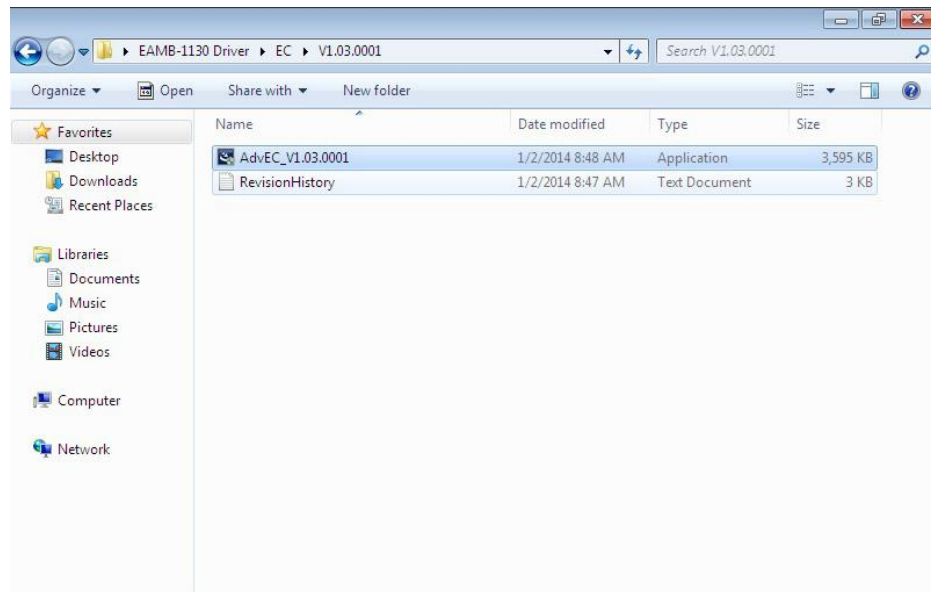 EAMB-1130 Driver EC V1.03.0001 Search V1.03.0001
Organize Open Share with New folder
Favorites
Desktop
Downloads
Recent Places
Libraries
Documents
Music
Pictures
Videos
Computer
Network
Name Date modified Type Size
AdvEC_V1.03.0001 1/2/2014 8:48 AM Application 3,595 KB
RevisionHistory 1/2/2014 8:47 AM Text Document 3 KB